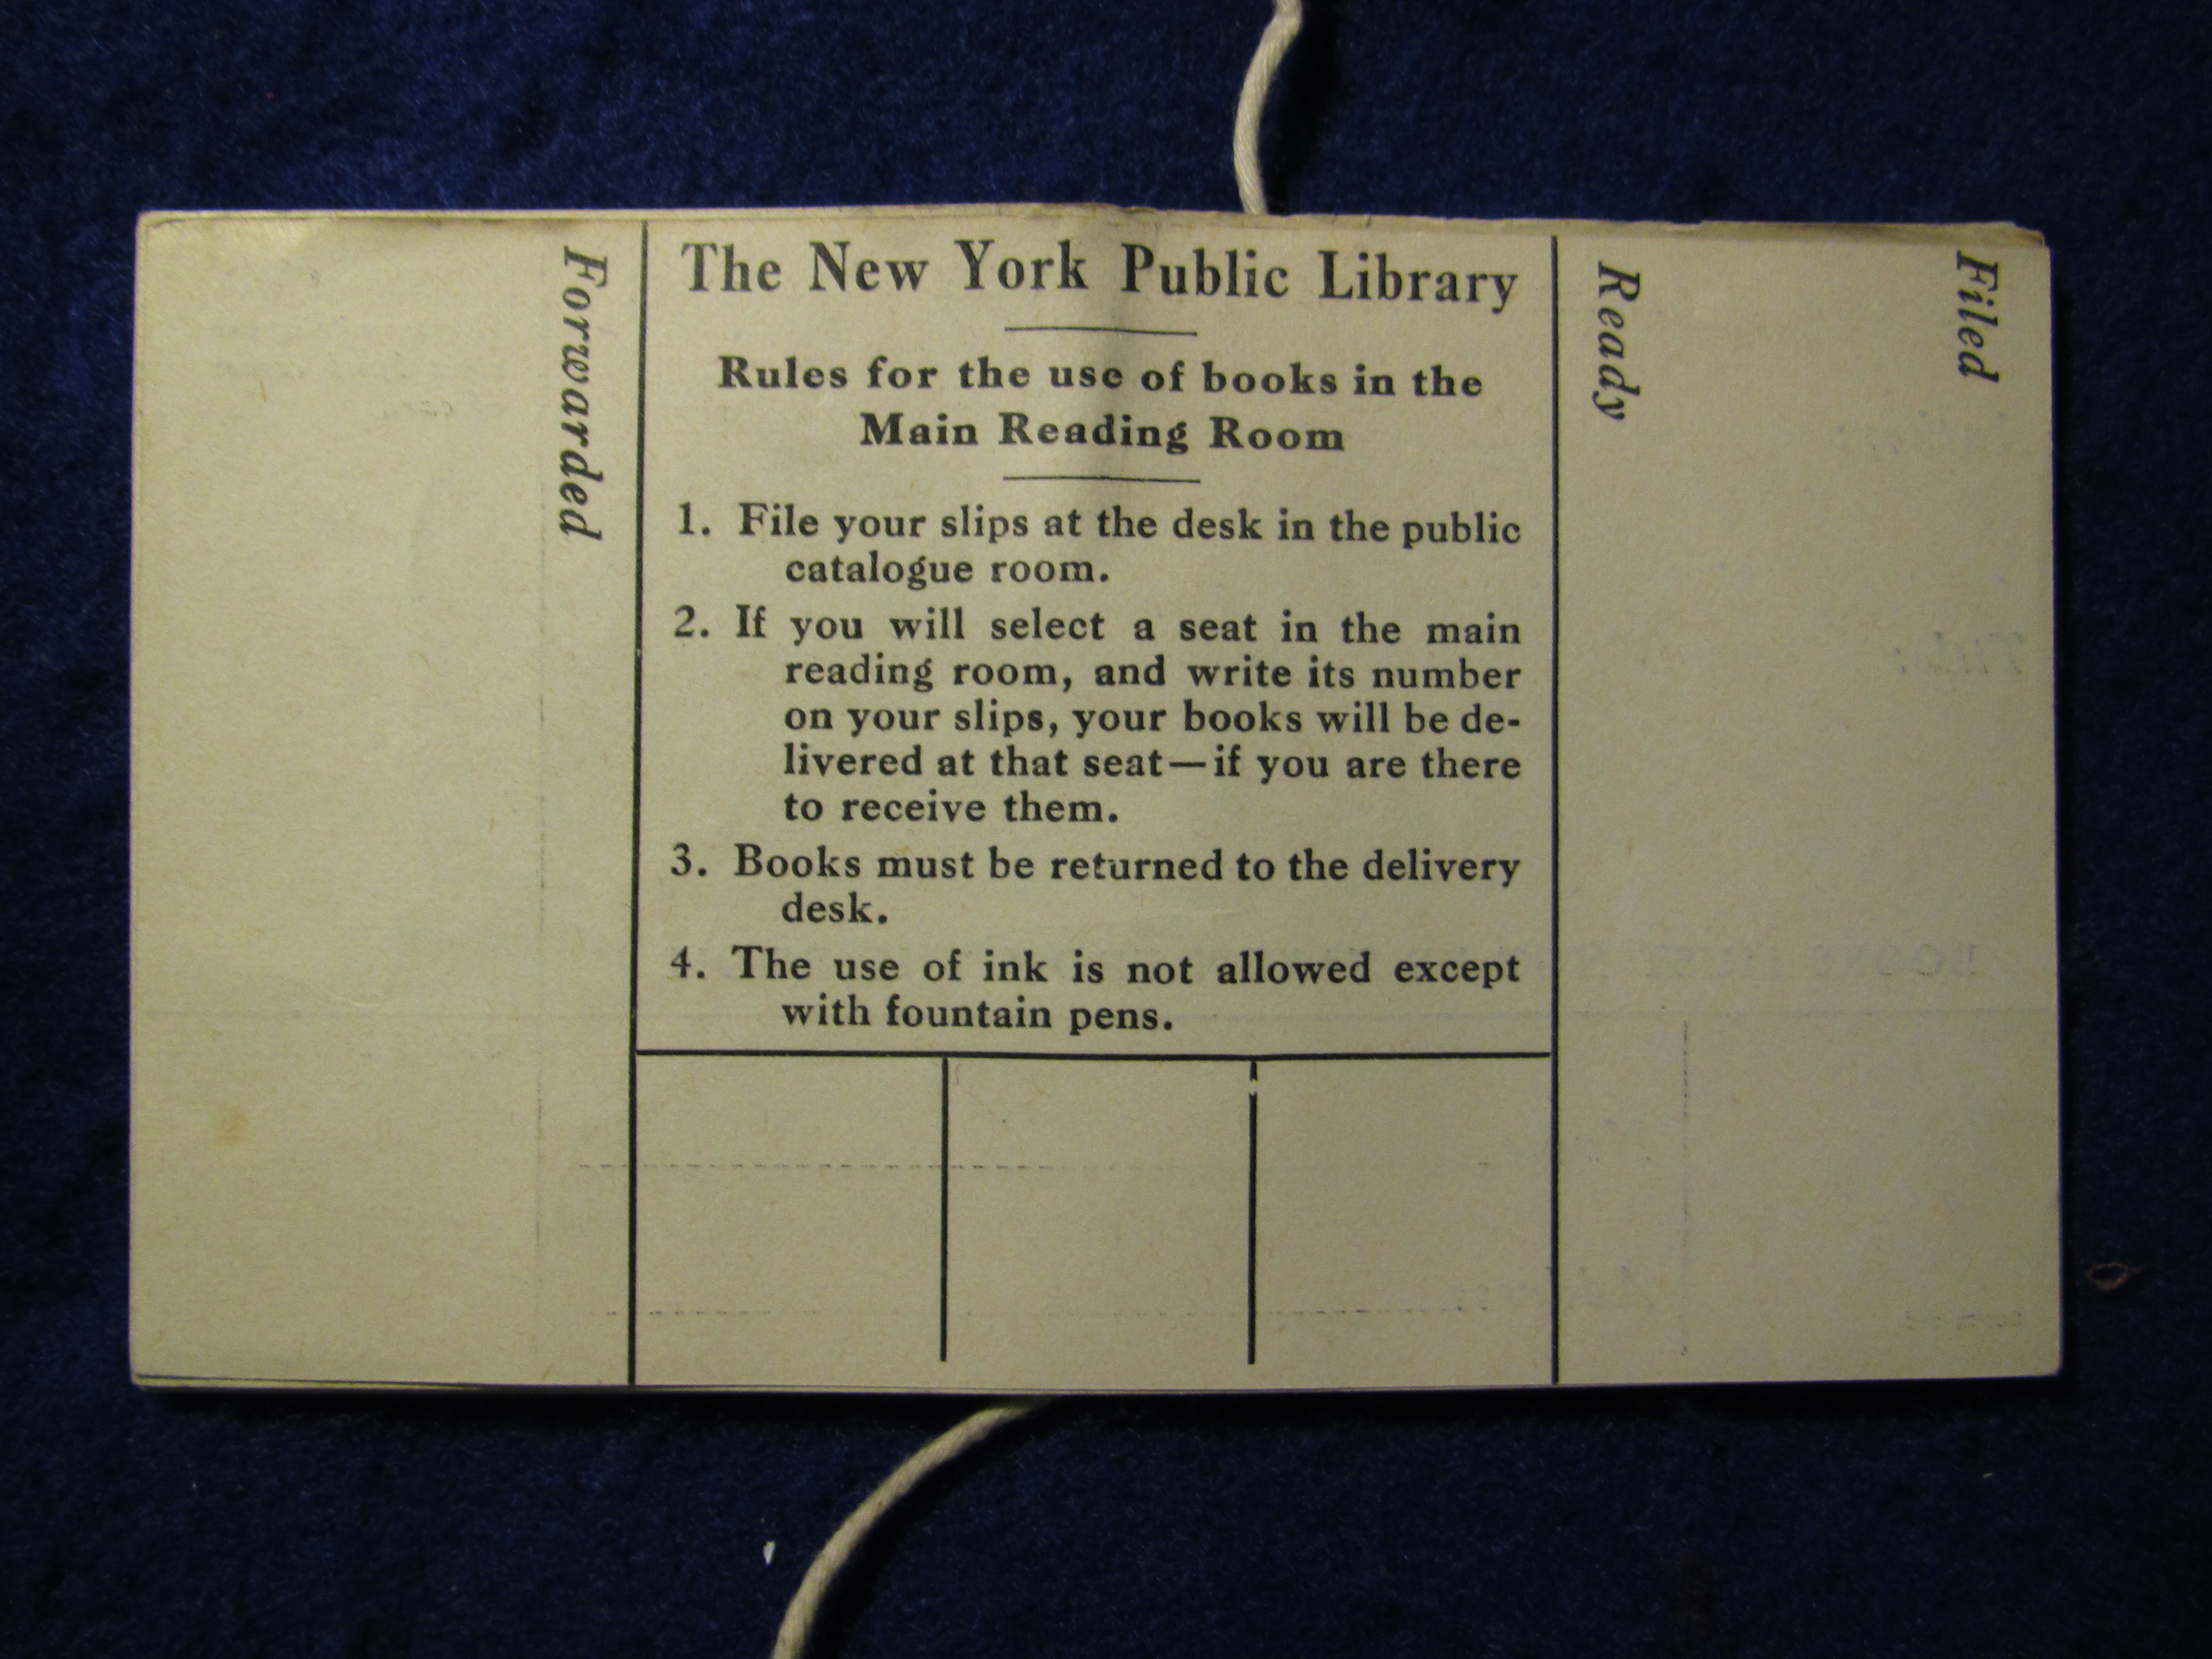 Forwarded
The New York Public Library
Rules for the use of books in the
Main Reading Room
1. File your slips at the desk in the public
catalogue room.
2. If you will select a seat in the main
reading room, and write its number
on your slips, your books will be de-
livered at that seat—if you are there
to receive them.
3. Books must be returned to the delivery
desk.
4. The use of ink is not allowed except
with fountain pens.
Ready
Filed